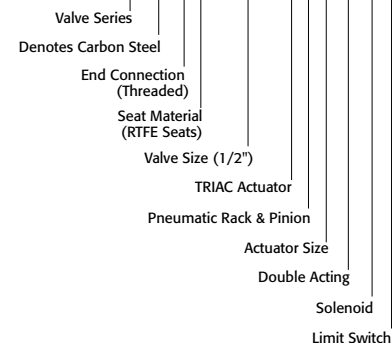 Valve Series
Denotes Carbon Steel
End Connection
(Threaded)
Seat Material
(RTFE Seats)
Valve Size (1/2")
TRIAC Actuator
Pneumatic Rack & Pinion
Actuator Size
Double Acting
Solenoid
Limit Switch